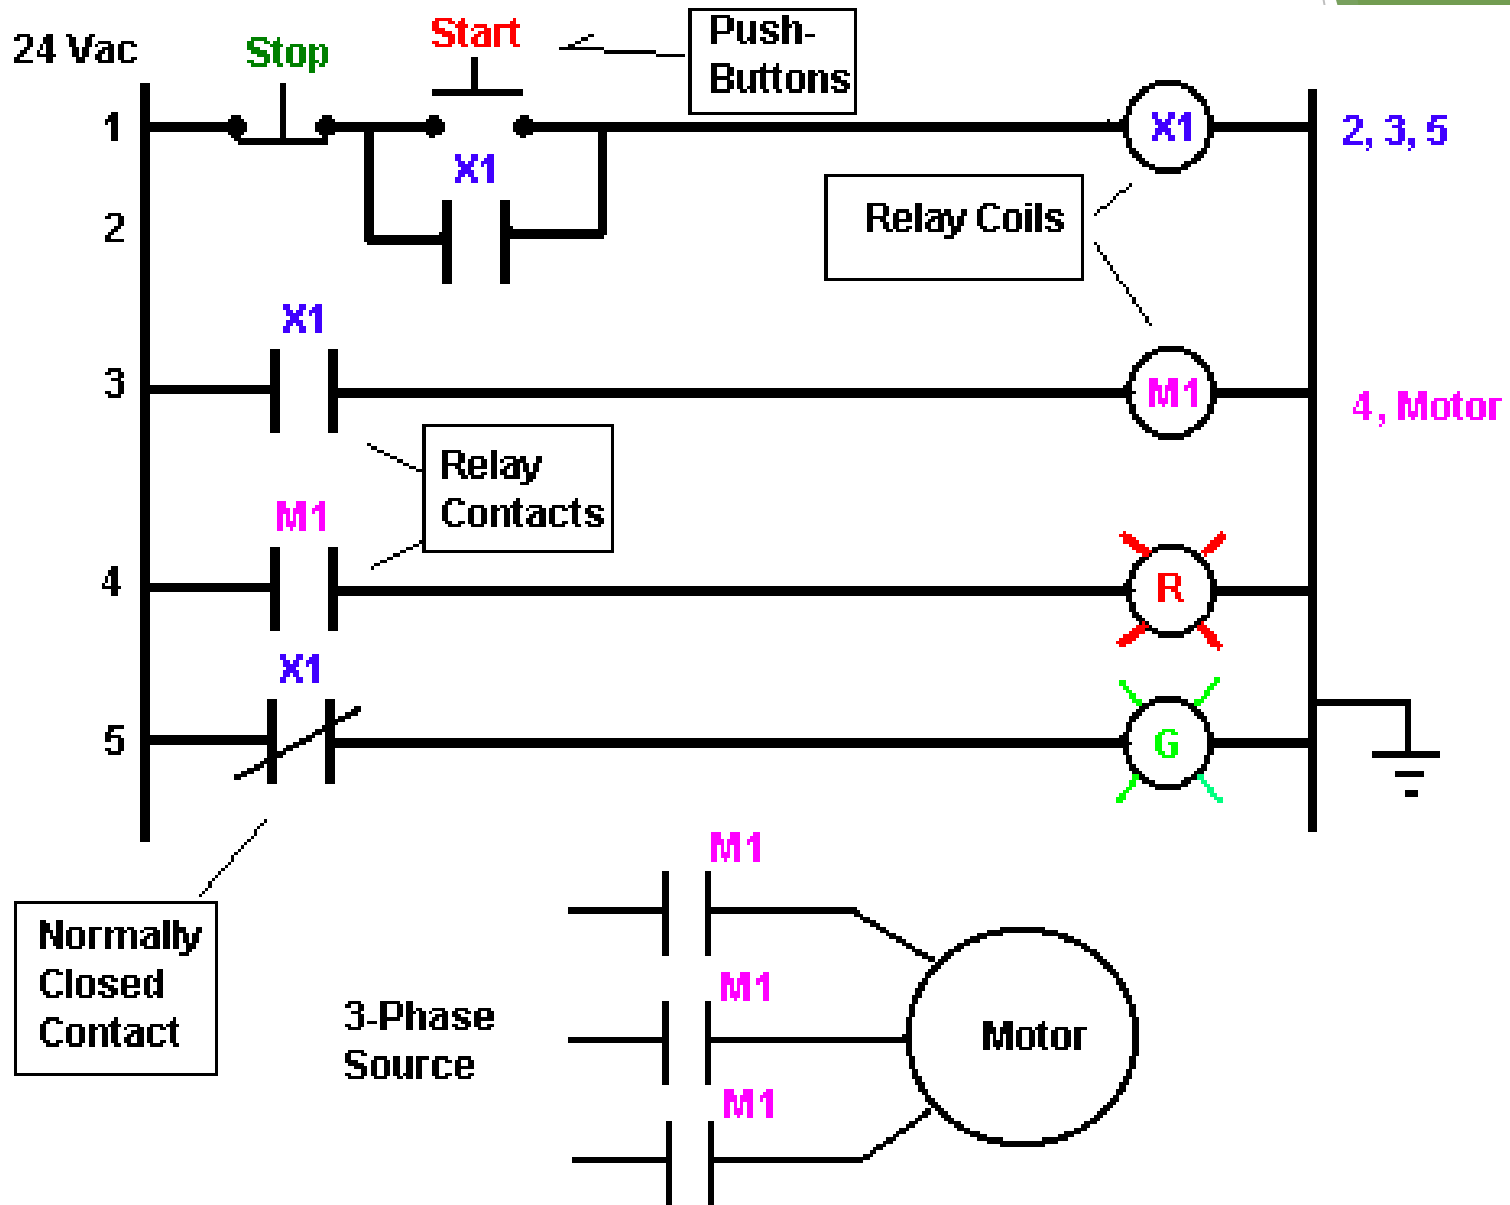 24 Vac
Stop
Start
Push-
Buttons
1
X1
2, 3, 5
X1
2
Relay Coils
X1
3
M1
4, Motor
Relay
Contacts
M1
4
R
X1
5
G
Normally
Closed
Contact
M1
3-Phase
Source
M1
Motor
M1